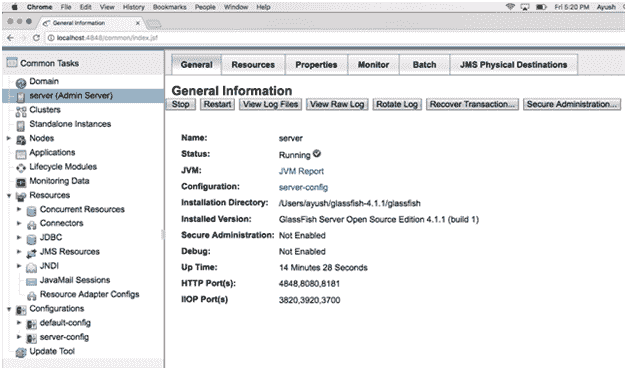 Chrome File Edit View History Bookmarks People Window Help Fri 5:20 PM Ayush
General Information
localhost:4848/common/index.jsf
Common Tasks
Domain
server (Admin Server)
Clusters
Standalone Instances
Nodes
Applications
Lifecycle Modules
Monitoring Data
Resources
Concurrent Resources
Connectors
JDBC
JMS Resources
JNDI
JavaMail Sessions
Resource Adapter Configs
Configurations
default-config
server-config
Update Tool
General Resources Properties Monitor Batch JMS Physical Destinations
General Information
Stop Restart View Log Files View Raw Log Rotate Log Recover Transaction... Secure Administration...
Name: server
Status: Running
JVM: JVM Report
Configuration: server-config
Installation Directory: /Users/ayush/glassfish-4.1.1/glassfish
Installed Version: GlassFish Server Open Source Edition 4.1.1 (build 1)
Secure Administration: Not Enabled
Debug: Not Enabled
Up Time: 14 Minutes 28 Seconds
HTTP Port(s): 4848,8080,8181
IIOP Port(s) 3820,3920,3700